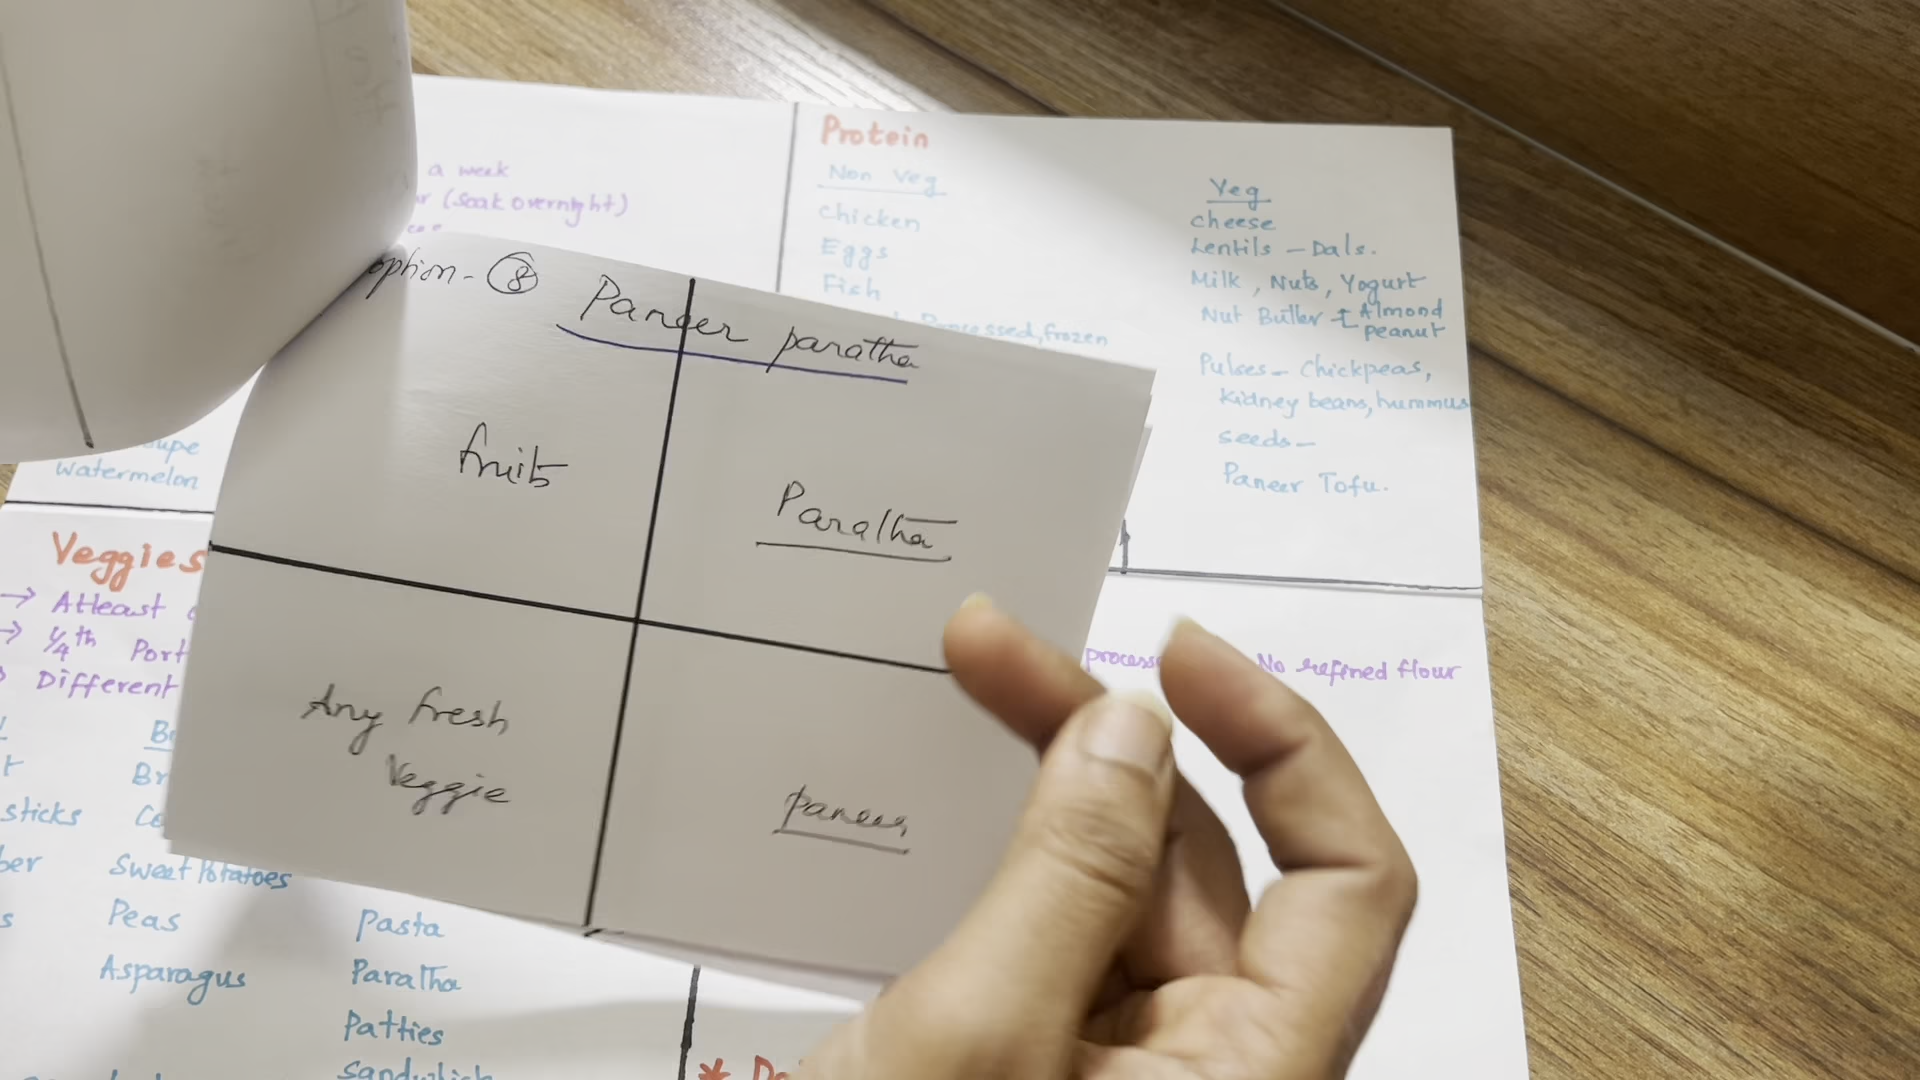 a week
(soak overnight)
Protein
Non Veg
Chicken
Eggs
Fish
Processed, frozen
Veg
cheese
Lentils - Dals.
Milk, Nuts, Yogurt
Nut Butter - Almond
peanut
Pulses - Chickpeas,
Kidney beans, hummus
seeds -
Paneer Tofu.
option - 8 Paneer paratha
fruits
Paratha
Any fresh
Veggie
paneer
watermelon
Veggies
→ Atleast
→ 1/4th Port
Different
sticks
Sweet Potatoes
Peas
Asparagus
Pasta
Paratha
Patties
Sandwhich
No refined flour